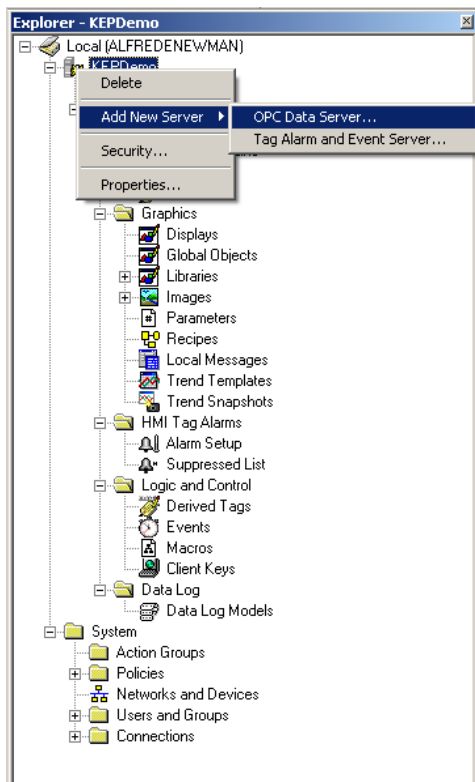 Explorer - KEPDemo
Local (ALFREDENEWMAN)
KEPDemo
Delete
Add New Server
OPC Data Server...
Tag Alarm and Event Server...
Security...
Properties...
Graphics
Displays
Global Objects
Libraries
Images
Parameters
Recipes
Local Messages
Trend Templates
Trend Snapshots
HMI Tag Alarms
Alarm Setup
Suppressed List
Logic and Control
Derived Tags
Events
Macros
Client Keys
Data Log
Data Log Models
System
Action Groups
Policies
Networks and Devices
Users and Groups
Connections